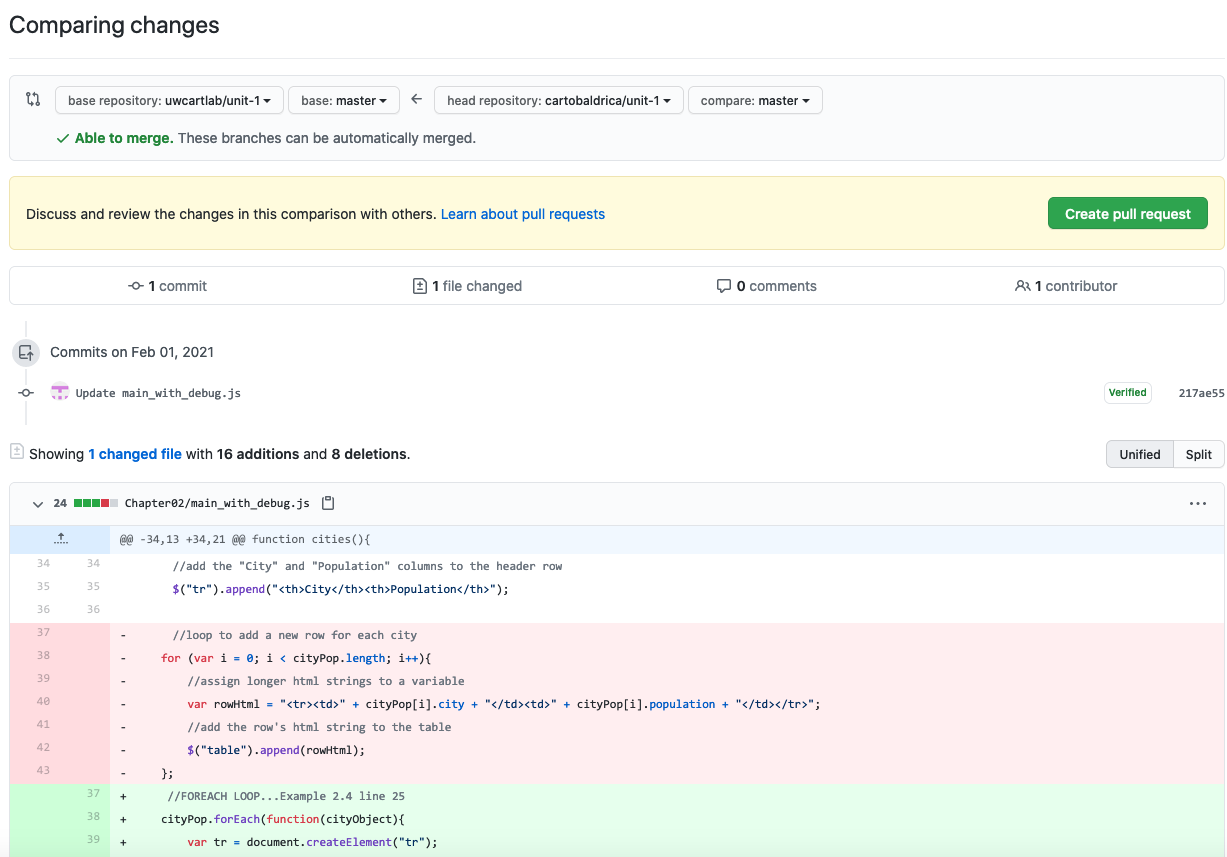 Comparing changes
base repository: uwcartlab/unit-1 base: master ← head repository: cartobaldrica/unit-1 compare: master
✓ Able to merge. These branches can be automatically merged.
Discuss and review the changes in this comparison with others. Learn about pull requests Create pull request
1 commit 1 file changed 0 comments 1 contributor
Commits on Feb 01, 2021
Update main_with_debug.js Verified 217ae55
Showing 1 changed file with 16 additions and 8 deletions. Unified Split
24 Chapter02/main_with_debug.js ...
@@ -34,13 +34,21 @@ function cities(){
34 34 //add the "City" and "Population" columns to the header row
35 35 $("tr").append("<th>City</th><th>Population</th>");
36 36
37 - //loop to add a new row for each city
38 - for (var i = 0; i < cityPop.length; i++){
39 - //assign longer html strings to a variable
40 - var rowHtml = "<tr><td>" + cityPop[i].city + "</td><td>" + cityPop[i].population + "</td></tr>";
41 - //add the row's html string to the table
42 - $("table").append(rowHtml);
43 - };
37 + //FOREACH LOOP...Example 2.4 line 25
38 + cityPop.forEach(function(cityObject){
39 + var tr = document.createElement("tr");